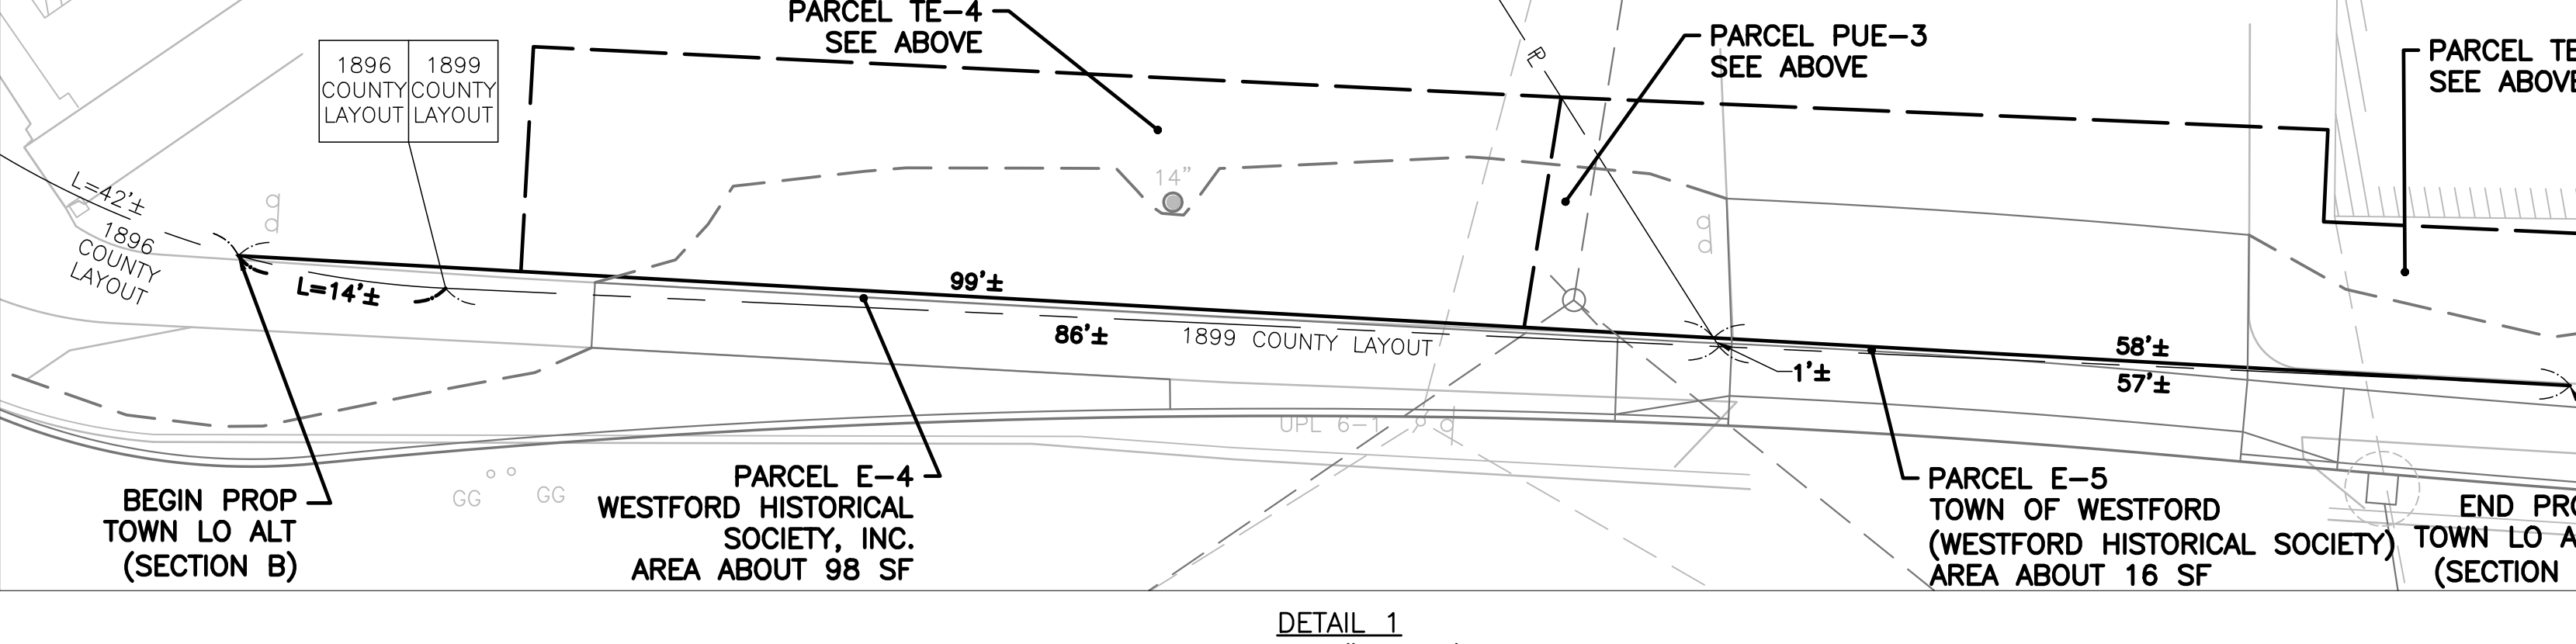 PARCEL TE-4
SEE ABOVE
PARCEL PUE-3
SEE ABOVE
PARCEL TE
SEE ABOVE
1896
COUNTY
LAYOUT
1899
COUNTY
LAYOUT
PL
14"
L=42'±
1896
COUNTY
LAYOUT
L=14'±
99'±
86'±
1899 COUNTY LAYOUT
1'±
58'±
57'±
UPL 6-1
GG
GG
BEGIN PROP
TOWN LO ALT
(SECTION B)
PARCEL E-4
WESTFORD HISTORICAL
SOCIETY, INC.
AREA ABOUT 98 SF
PARCEL E-5
TOWN OF WESTFORD
(WESTFORD HISTORICAL SOCIETY)
AREA ABOUT 16 SF
END PRO
TOWN LO A
(SECTION
DETAIL 1